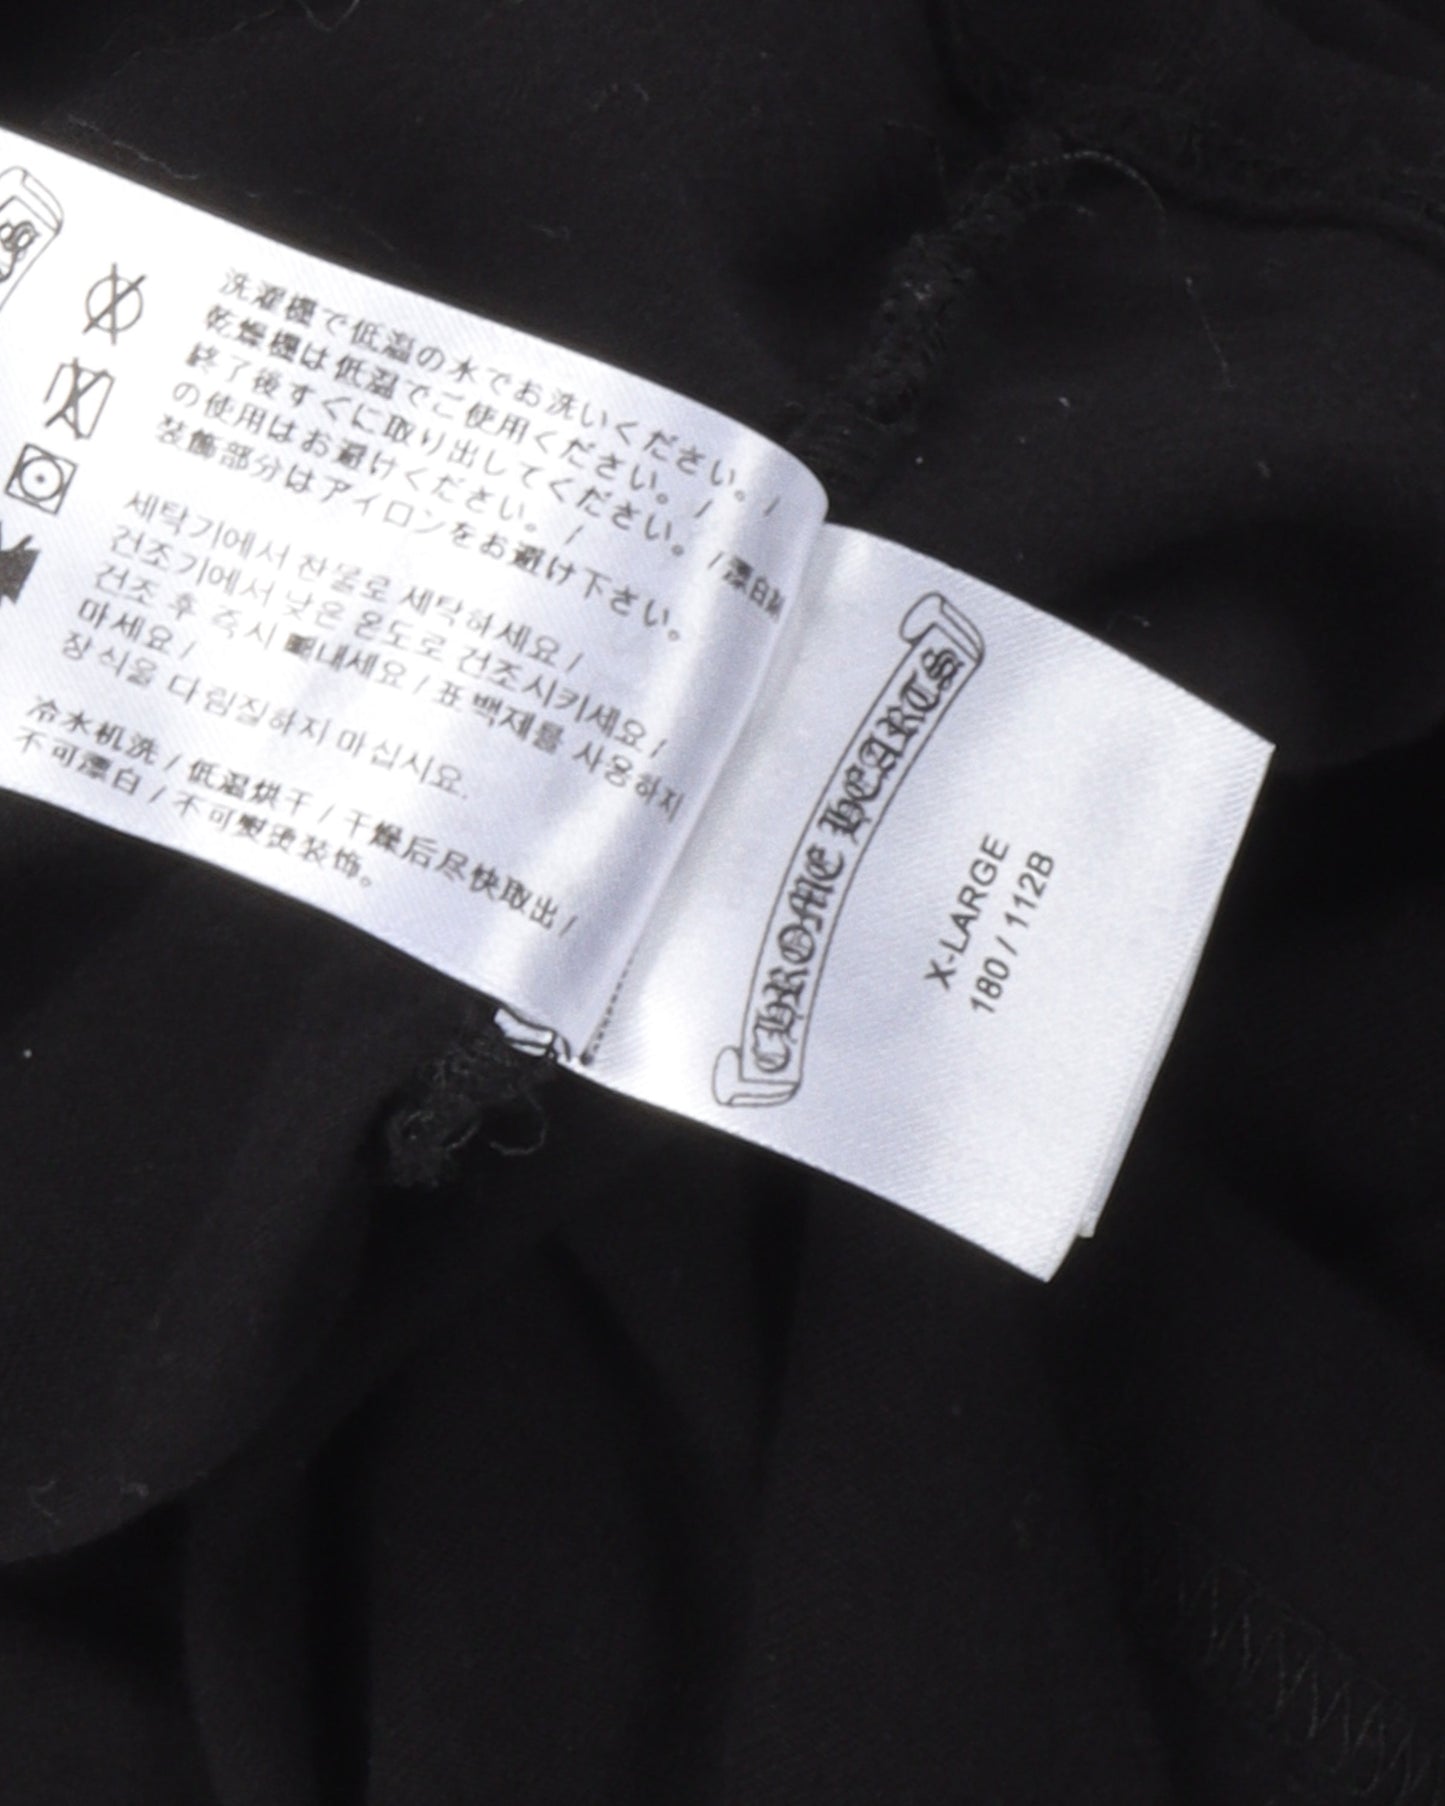 洗濯機で低温の水でお洗いください。 /
乾燥機は低温でご使用ください。 /
終了後すぐに取り出してください。 / 漂白剤
の使用はお避けください。 /
装飾部分はアイロンをお避け下さい。
세탁기에서 찬물로 세탁하세요 /
건조기에서 낮은 온도로 건조시키세요 /
건조 후 즉시 꺼내세요 / 표백제를 사용하지
마세요 /
장식을 다림질하지 마십시요.
冷水机洗 / 低温烘干 / 干燥后尽快取出 /
不可漂白 / 不可熨烫装饰。
CHROME HEARTS
X-LARGE
180 / 112B